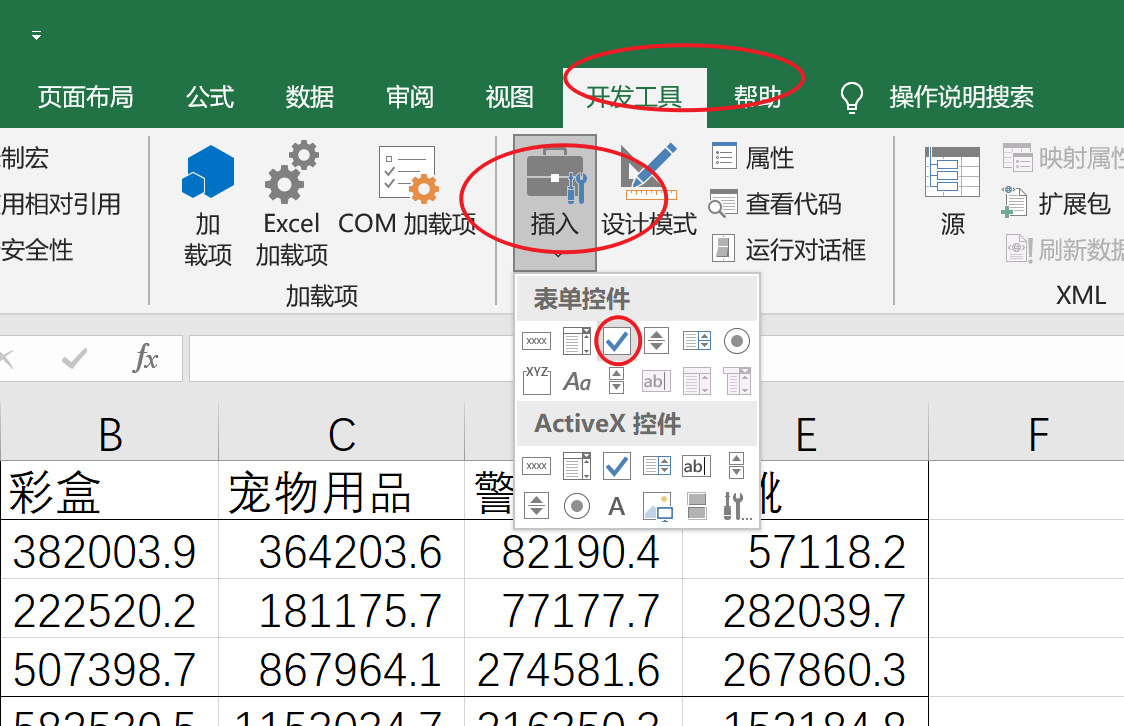 页面布局 公式 数据 审阅 视图 开发工具 帮助 操作说明搜索
制宏
用相对引用
安全性
加
载项
Excel
加载项
COM 加载项
加载项
插入
设计模式
属性
查看代码
运行对话框
源
映射属性
扩展包
刷新数据
XML
表单控件
xxxx
XYZ Aa ab|
ActiveX 控件
xxxx ab|
A
fx
B C E F
彩盒 宠物用品 警 靴
382003.9 364203.6 82190.4 57118.2
222520.2 181175.7 77177.7 282039.7
507398.7 867964.1 274581.6 267860.3